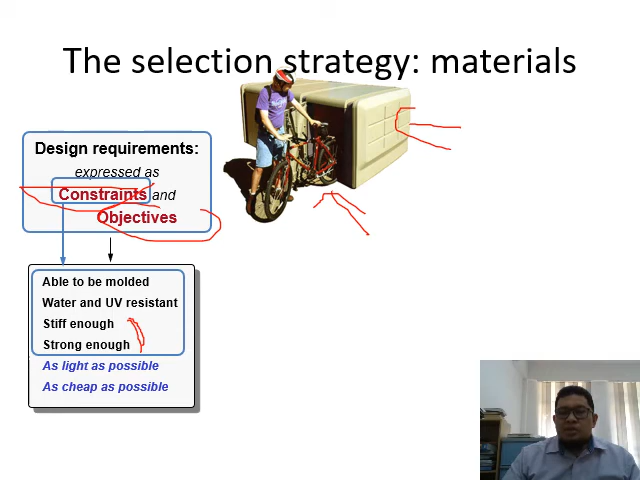 The selection strategy: materials
Design requirements:
expressed as
Constraints and
Objectives
Able to be molded
Water and UV resistant
Stiff enough
Strong enough
As light as possible
As cheap as possible